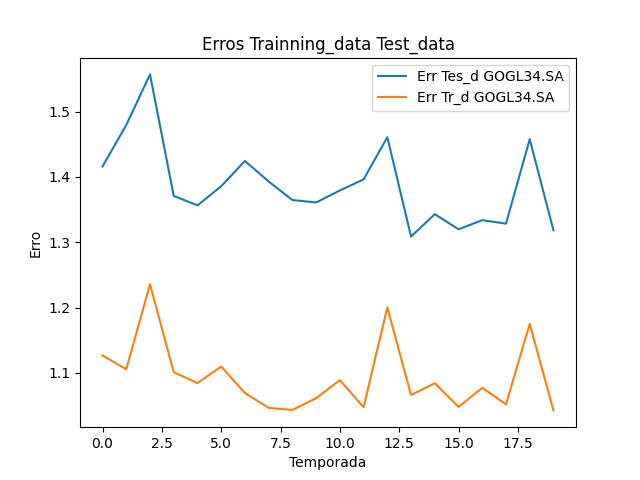 Erros Trainning_data Test_data
Err Tes_d GOGL34.SA
Err Tr_d GOGL34.SA
Erro
1.5
1.4
1.3
1.2
1.1
0.0 2.5 5.0 7.5 10.0 12.5 15.0 17.5
Temporada